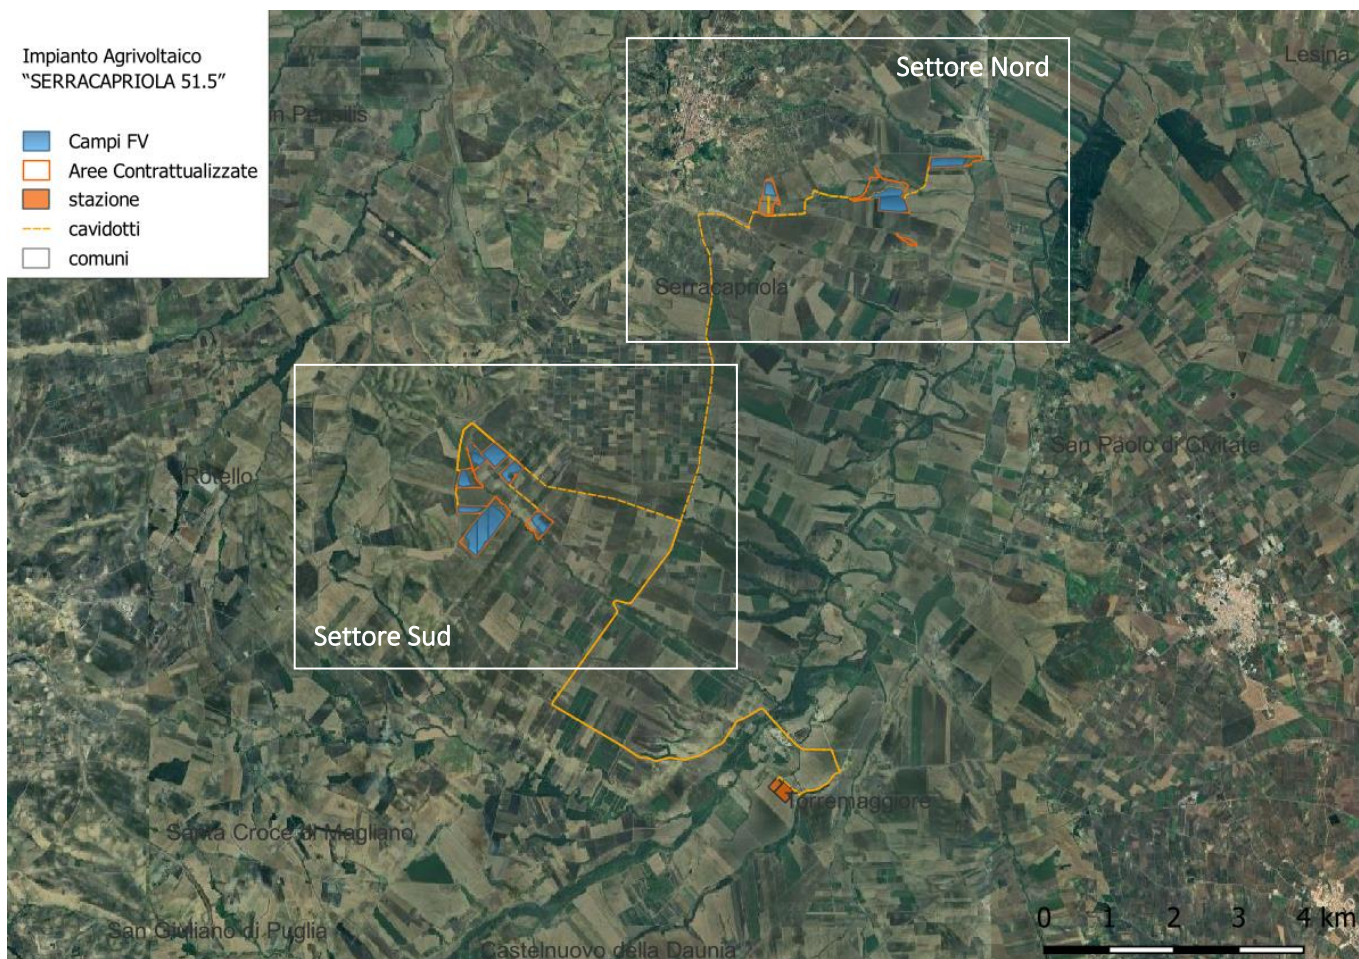 Impianto Agrivoltaico
“SERRACAPRIOLA 51.5”
Campi FV
Aree Contrattualizzate
stazione
cavidotti
comuni
Settore Nord
Lesina
Serracapriola
San Paolo di Civitate
Rotello
Settore Sud
Torremaggiore
Santa Croce di Magliano
San Giuliano di Puglia
Castelnuovo della Daunia
0 1 2 3 4 km